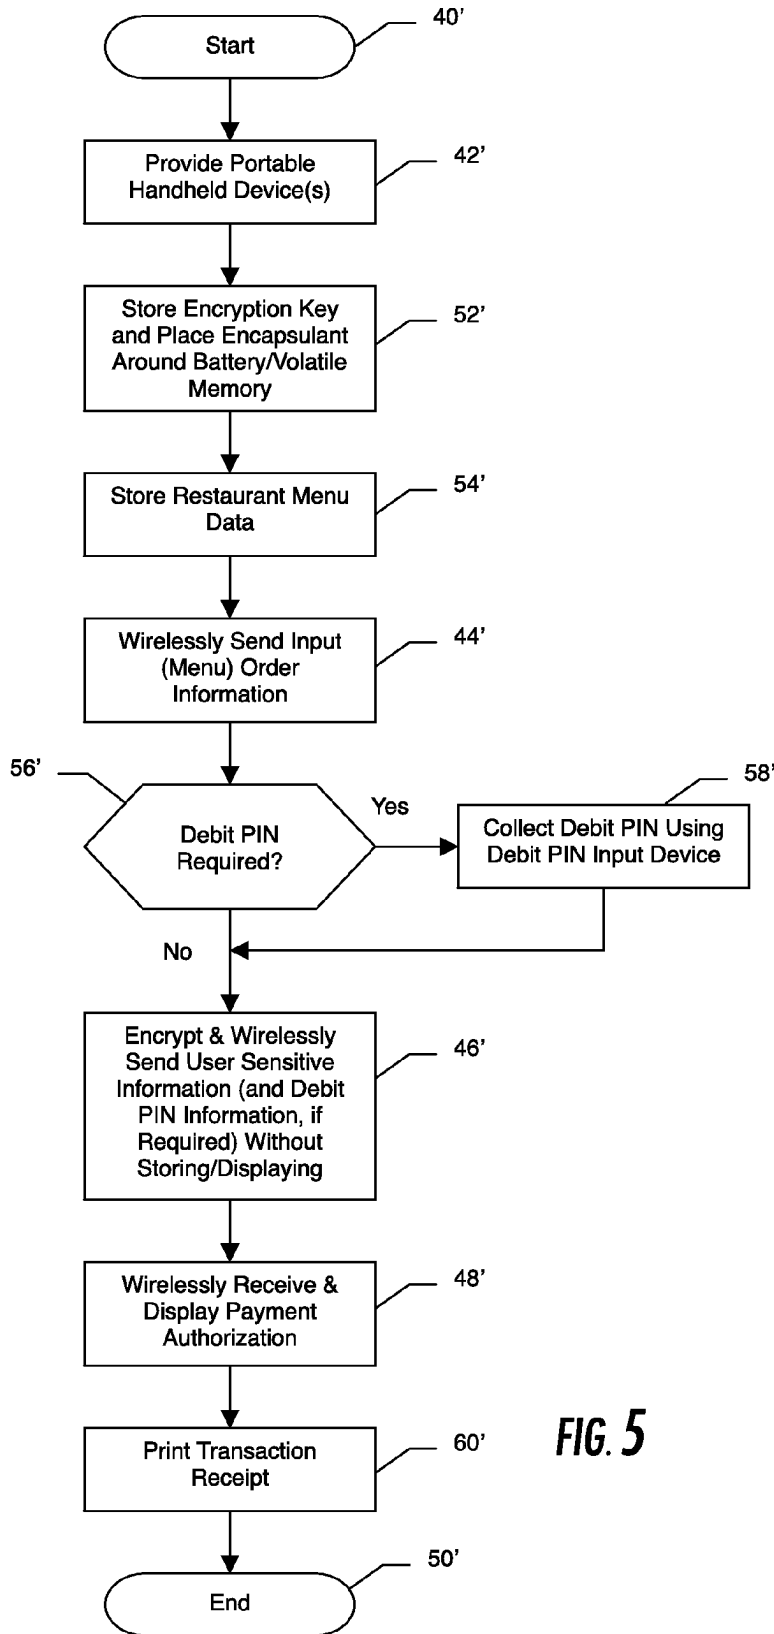 40’
Start
42’
Provide Portable
Handheld Device(s)
52’
Store Encryption Key
and Place Encapsulant
Around Battery/Volatile
Memory
54’
Store Restaurant Menu
Data
44’
Wirelessly Send Input
(Menu) Order
Information
56’
Debit PIN
Required?
Yes
58’
Collect Debit PIN Using
Debit PIN Input Device
No
46’
Encrypt & Wirelessly
Send User Sensitive
Information (and Debit
PIN Information, if
Required) Without
Storing/Displaying
48’
Wirelessly Receive &
Display Payment
Authorization
60’
Print Transaction
Receipt
FIG. 5
50’
End